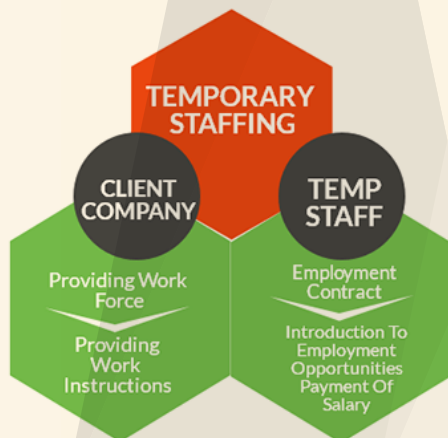 TEMPORARY
STAFFING
CLIENT
COMPANY
TEMP
STAFF
Providing Work
Force
Providing
Work
Instructions
Employment
Contract
Introduction To
Employment
Opportunities
Payment Of
Salary